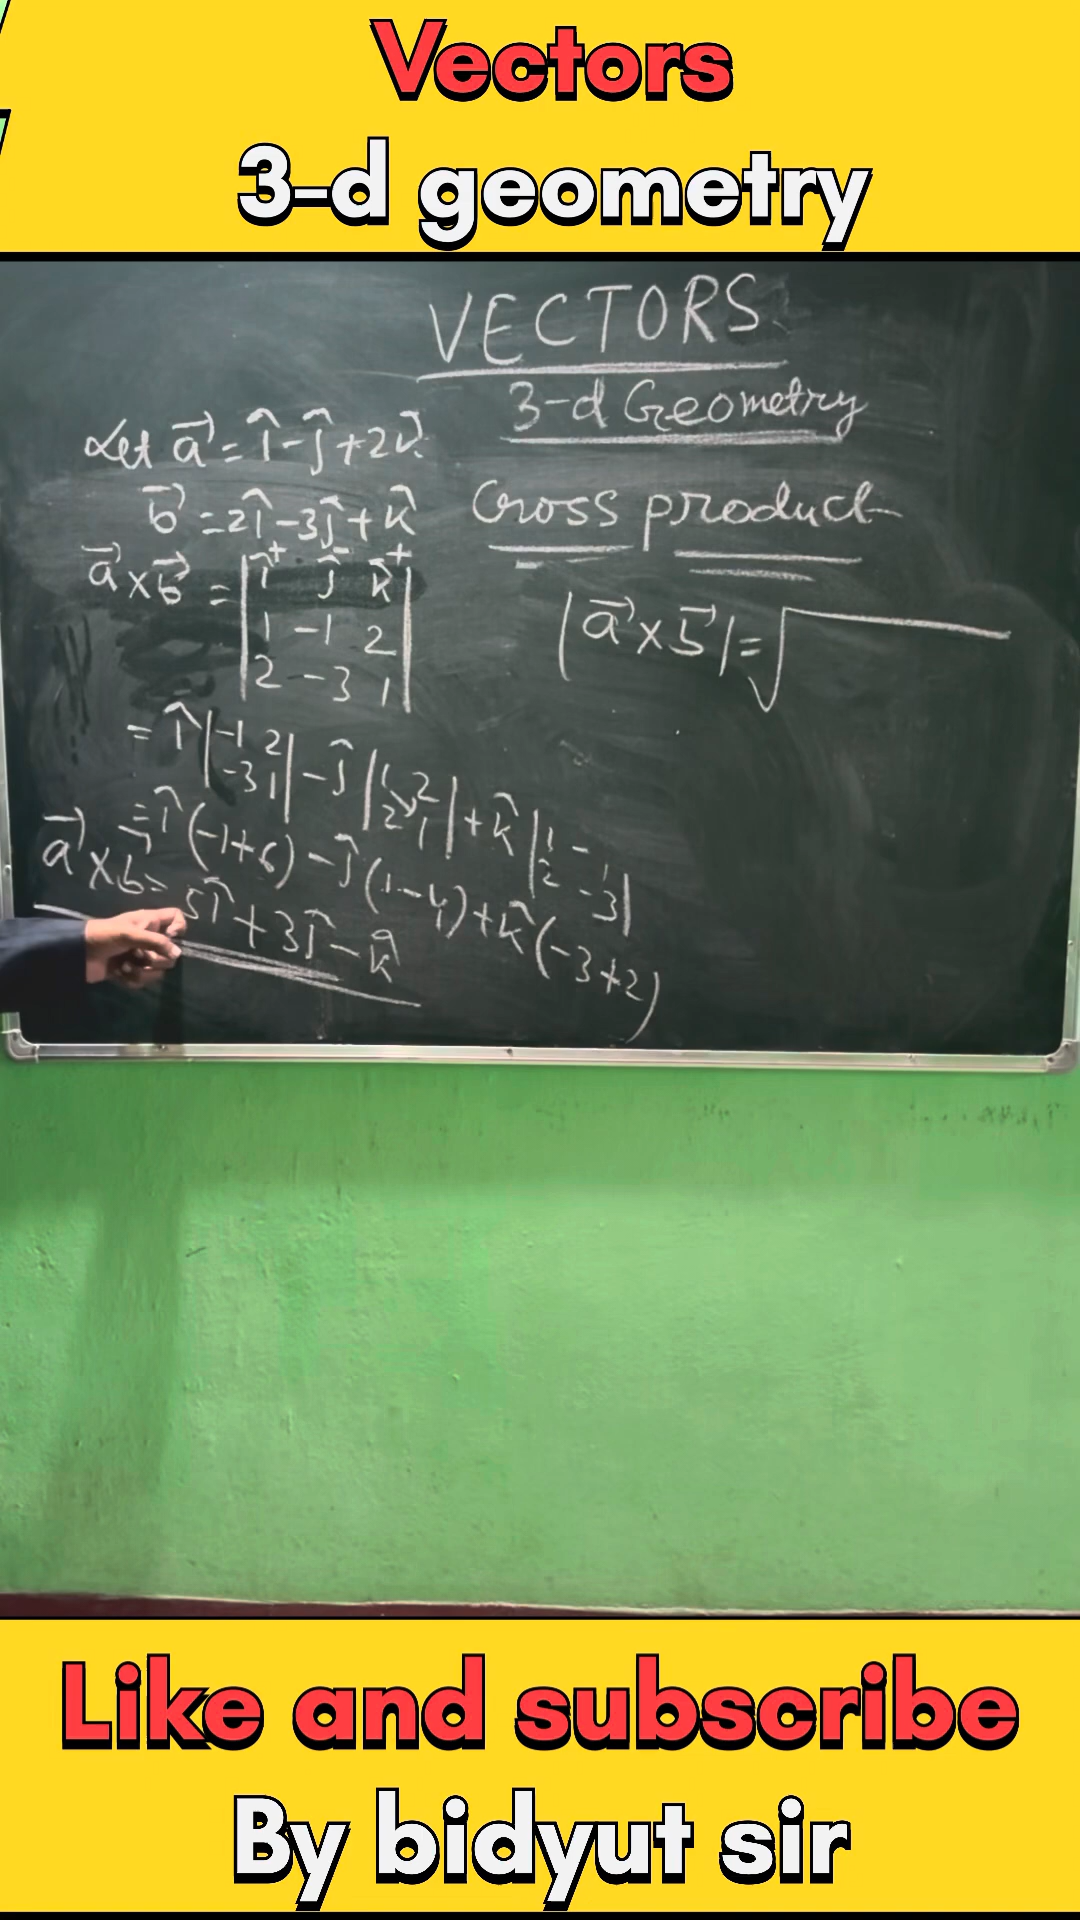 Vectors
3-d geometry
VECTORS
3-d Geometry
Let a⃗ = î - ĵ + 2k̂
b⃗ = 2î - 3ĵ + k̂
Cross product
a⃗ × b⃗ = | î⁺ ĵ⁻ k̂⁺ |
| 1 -1 2 |
| 2 -3 1 |
|a⃗ × b⃗| = √
= î | -1 2 | - ĵ | 1 2 | + k̂ | 1 -1 |
| -3 1 | | 2 1 | | 2 -3 |
= î (-1+6) - ĵ (1-4) + k̂ (-3+2)
a⃗ × b⃗ = 5î + 3ĵ - k̂
Like and subscribe
By bidyut sir